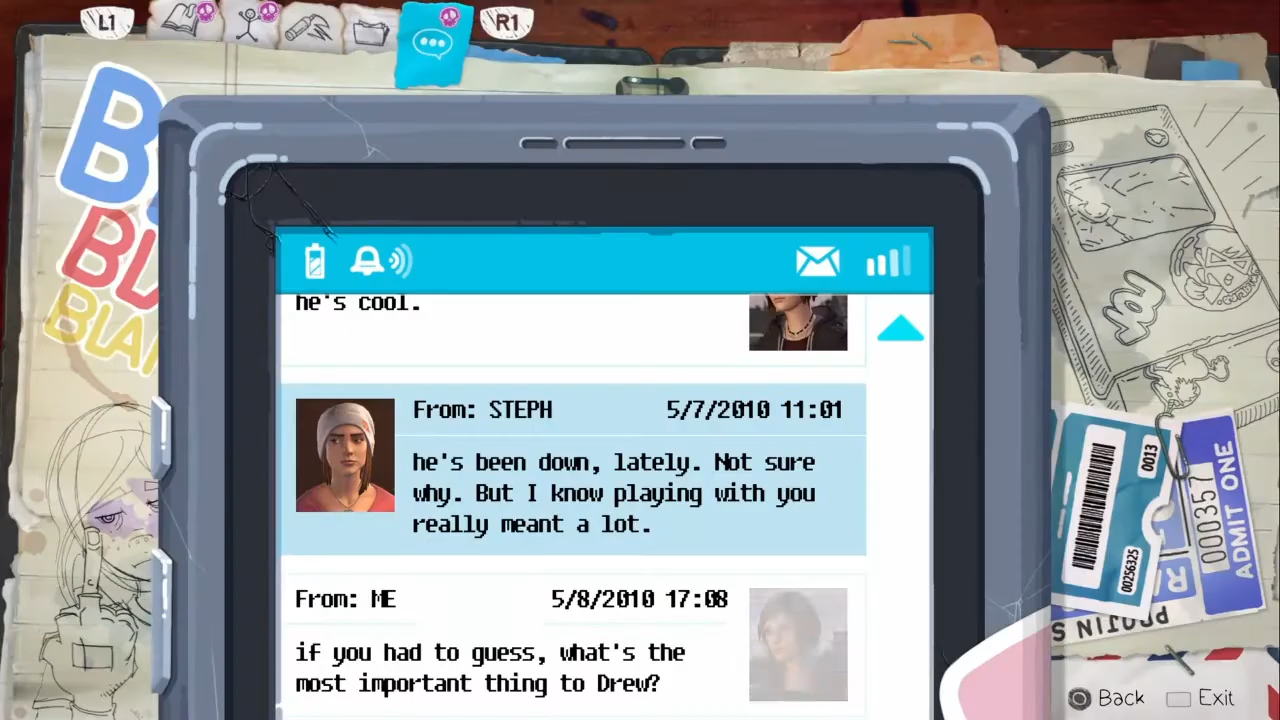 L1
R1
he's cool.
From: STEPH
5/7/2010 11:01
he's been down, lately. Not sure
why. But I know playing with you
really meant a lot.
From: ME
5/8/2010 17:08
if you had to guess, what's the
most important thing to Drew?
0013
00256325
000357
ADMIT ONE
Back
Exit